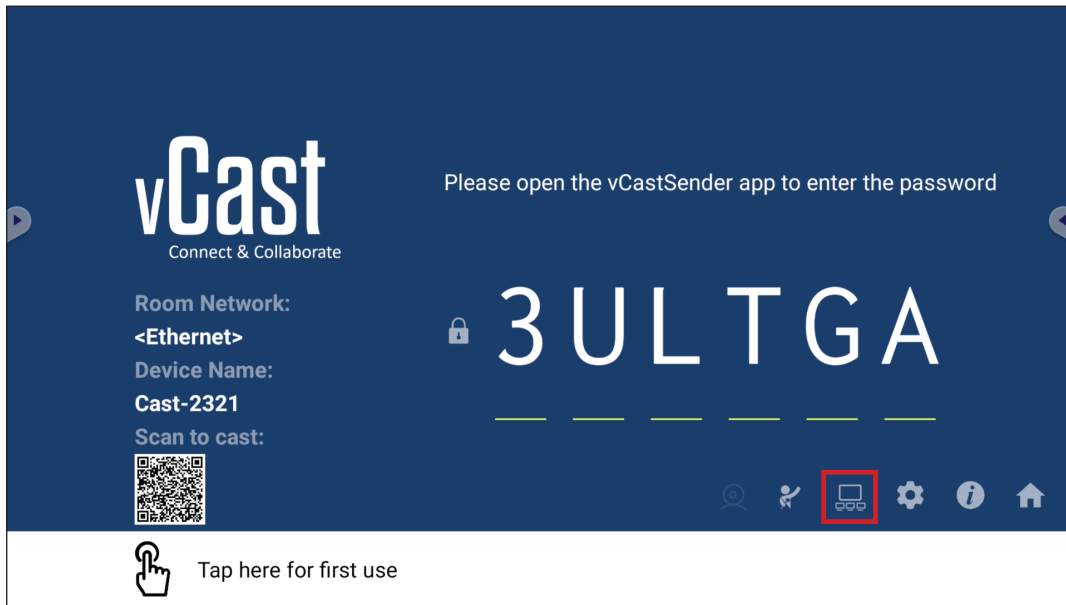 vCast
Connect & Collaborate
Please open the vCastSender app to enter the password
Room Network:
<Ethernet>
Device Name:
Cast-2321
Scan to cast:
3ULTGA
Tap here for first use